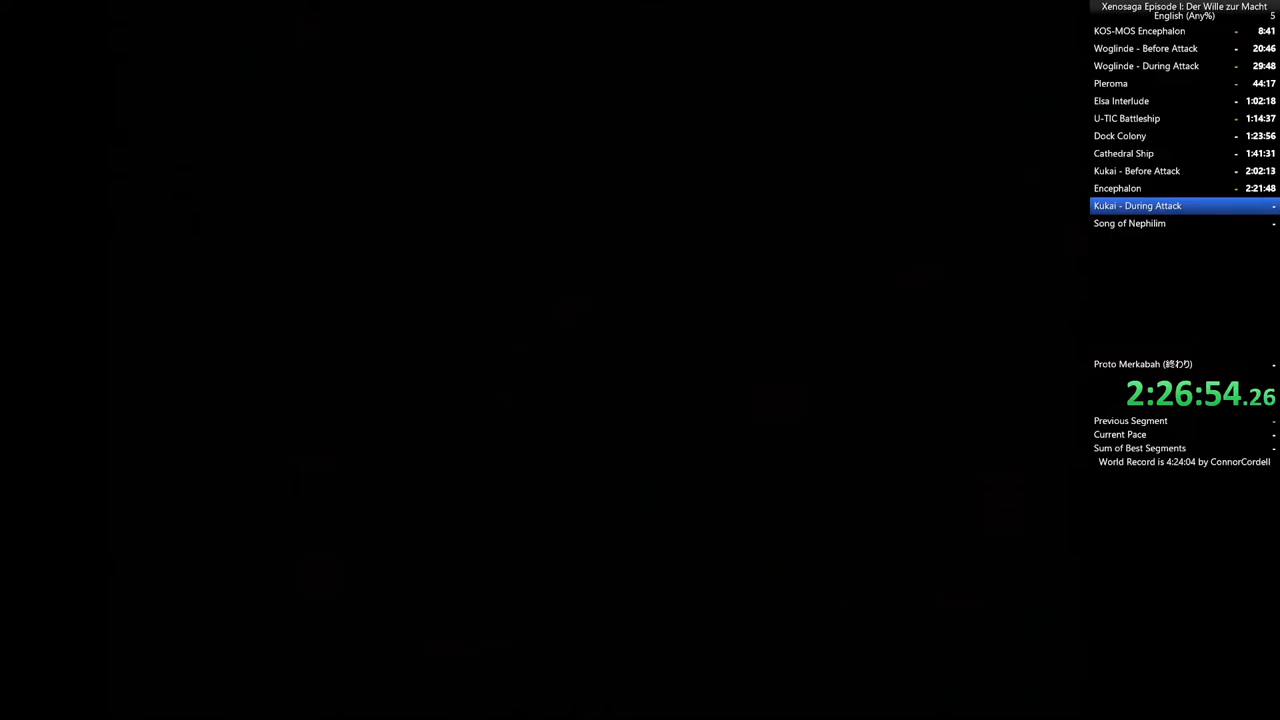 Xenosaga Episode I: Der Wille zur Macht
English (Any%) 5
KOS-MOS Encephalon - 8:41
Woglinde - Before Attack - 20:46
Woglinde - During Attack - 29:48
Pleroma - 44:17
Elsa Interlude - 1:02:18
U-TIC Battleship - 1:14:37
Dock Colony - 1:23:56
Cathedral Ship - 1:41:31
Kukai - Before Attack - 2:02:13
Encephalon - 2:21:48
Kukai - During Attack -
Song of Nephilim -
Proto Merkabah (終わり) -
2:26:54.26
Previous Segment -
Current Pace -
Sum of Best Segments -
World Record is 4:24:04 by ConnorCordell